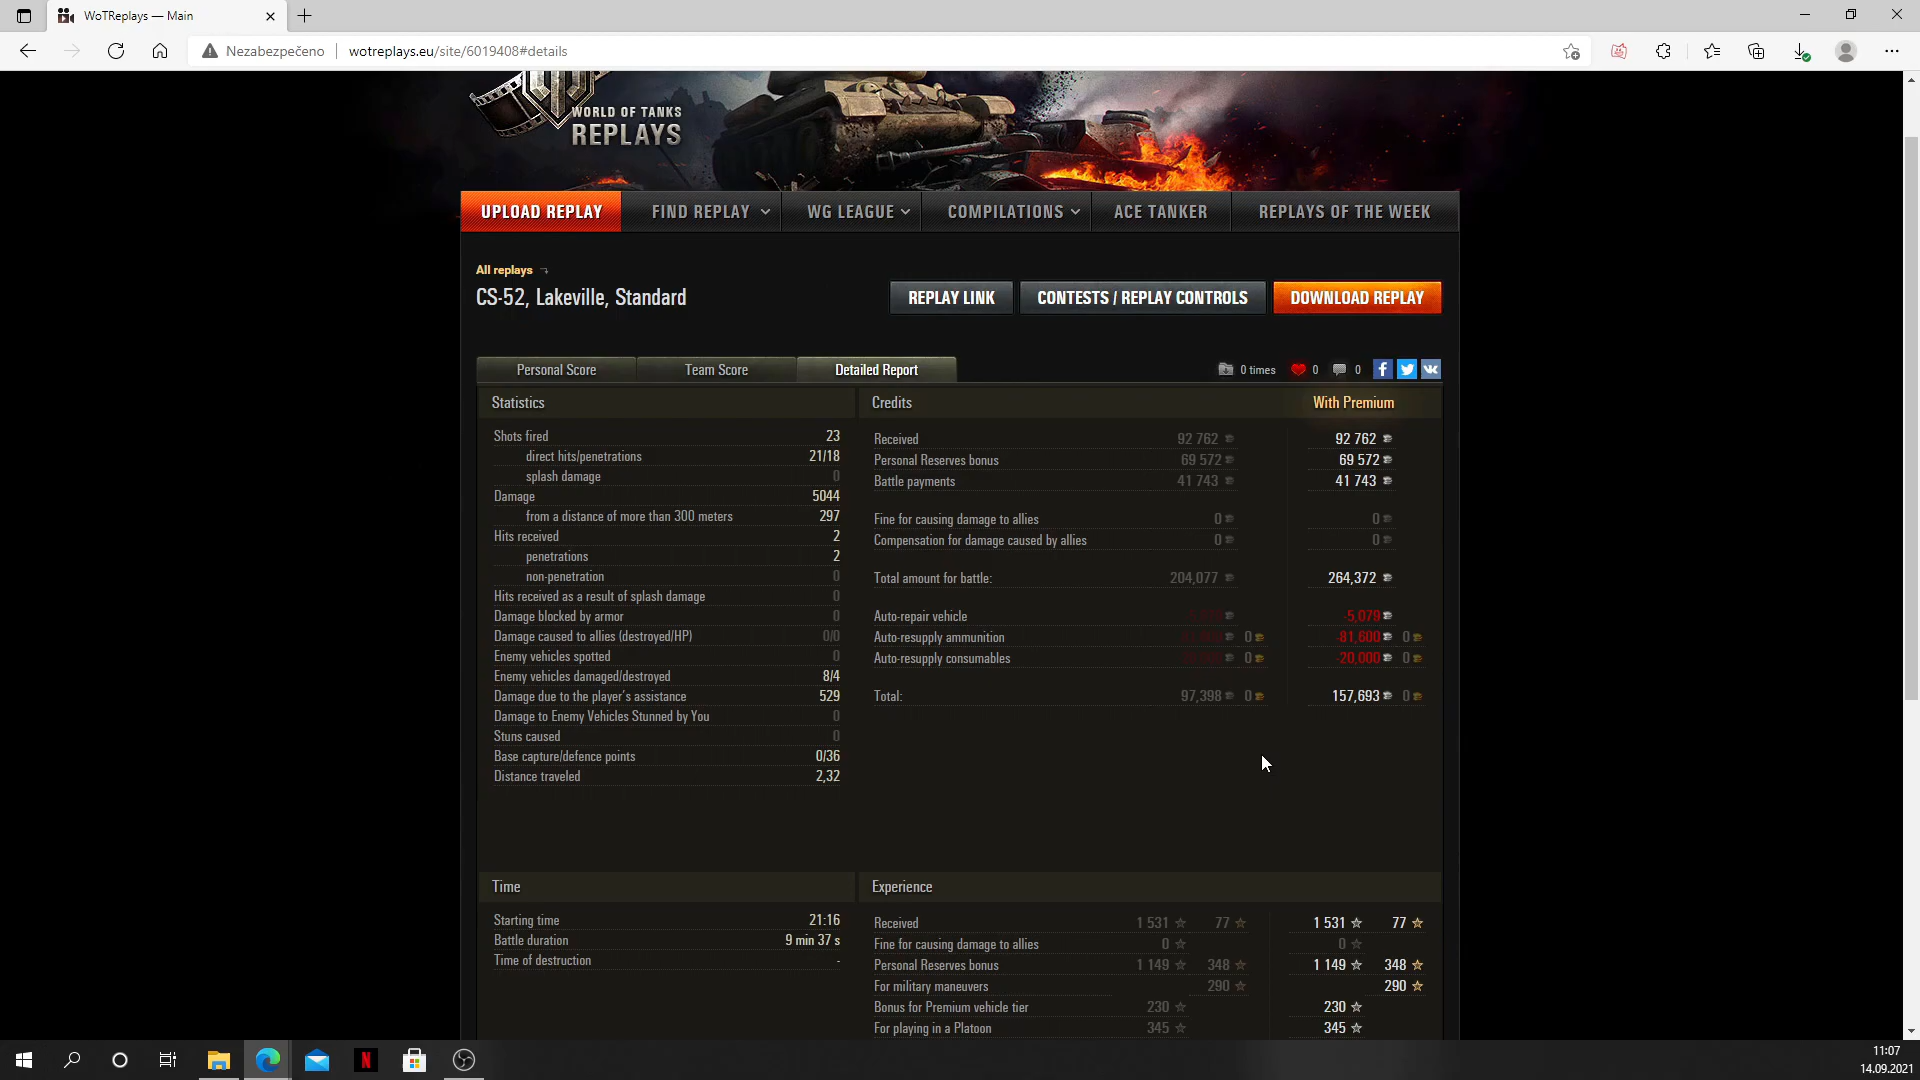 WoTReplays — Main
Nezabezpečeno
wotreplays.eu/site/6019408#details
WORLD OF TANKS
REPLAYS
UPLOAD REPLAY
FIND REPLAY
WG LEAGUE
COMPILATIONS
ACE TANKER
REPLAYS OF THE WEEK
All replays
CS-52, Lakeville, Standard
REPLAY LINK
CONTESTS / REPLAY CONTROLS
DOWNLOAD REPLAY
Personal Score
Team Score
Detailed Report
0 times
0
0
Statistics
Shots fired 23
direct hits/penetrations 21/18
splash damage 0
Damage 5044
from a distance of more than 300 meters 297
Hits received 2
penetrations 2
non-penetration 0
Hits received as a result of splash damage 0
Damage blocked by armor 0
Damage caused to allies (destroyed/HP) 0/0
Enemy vehicles spotted 0
Enemy vehicles damaged/destroyed 8/4
Damage due to the player's assistance 529
Damage to Enemy Vehicles Stunned by You 0
Stuns caused 0
Base capture/defence points 0/36
Distance traveled 2,32
Credits With Premium
Received 92 762 92 762
Personal Reserves bonus 69 572 69 572
Battle payments 41 743 41 743
Fine for causing damage to allies 0 0
Compensation for damage caused by allies 0 0
Total amount for battle: 204,077 264,372
Auto-repair vehicle -5,079
Auto-resupply ammunition 0 -81,600 0
Auto-resupply consumables 0 -20,000 0
Total: 97,398 0 157,693 0
Time
Starting time 21:16
Battle duration 9 min 37 s
Time of destruction -
Experience
Received 1 531 77 1 531 77
Fine for causing damage to allies 0 0
Personal Reserves bonus 1 149 348 1 149 348
For military maneuvers 290 290
Bonus for Premium vehicle tier 230 230
For playing in a Platoon 345 345
11:07
14.09.2021